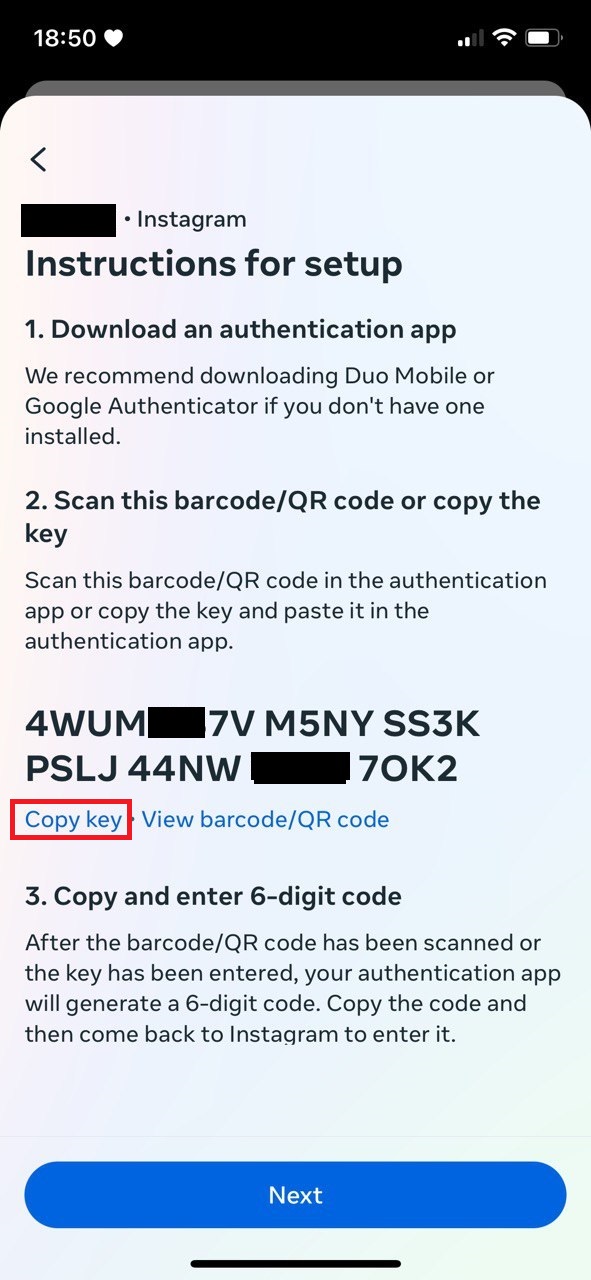 18:50
• Instagram
Instructions for setup
1. Download an authentication app
We recommend downloading Duo Mobile or
Google Authenticator if you don't have one
installed.
2. Scan this barcode/QR code or copy the
key
Scan this barcode/QR code in the authentication
app or copy the key and paste it in the
authentication app.
4WUM 7V M5NY SS3K
PSLJ 44NW 7OK2
Copy key · View barcode/QR code
3. Copy and enter 6-digit code
After the barcode/QR code has been scanned or
the key has been entered, your authentication app
will generate a 6-digit code. Copy the code and
then come back to Instagram to enter it.
Next